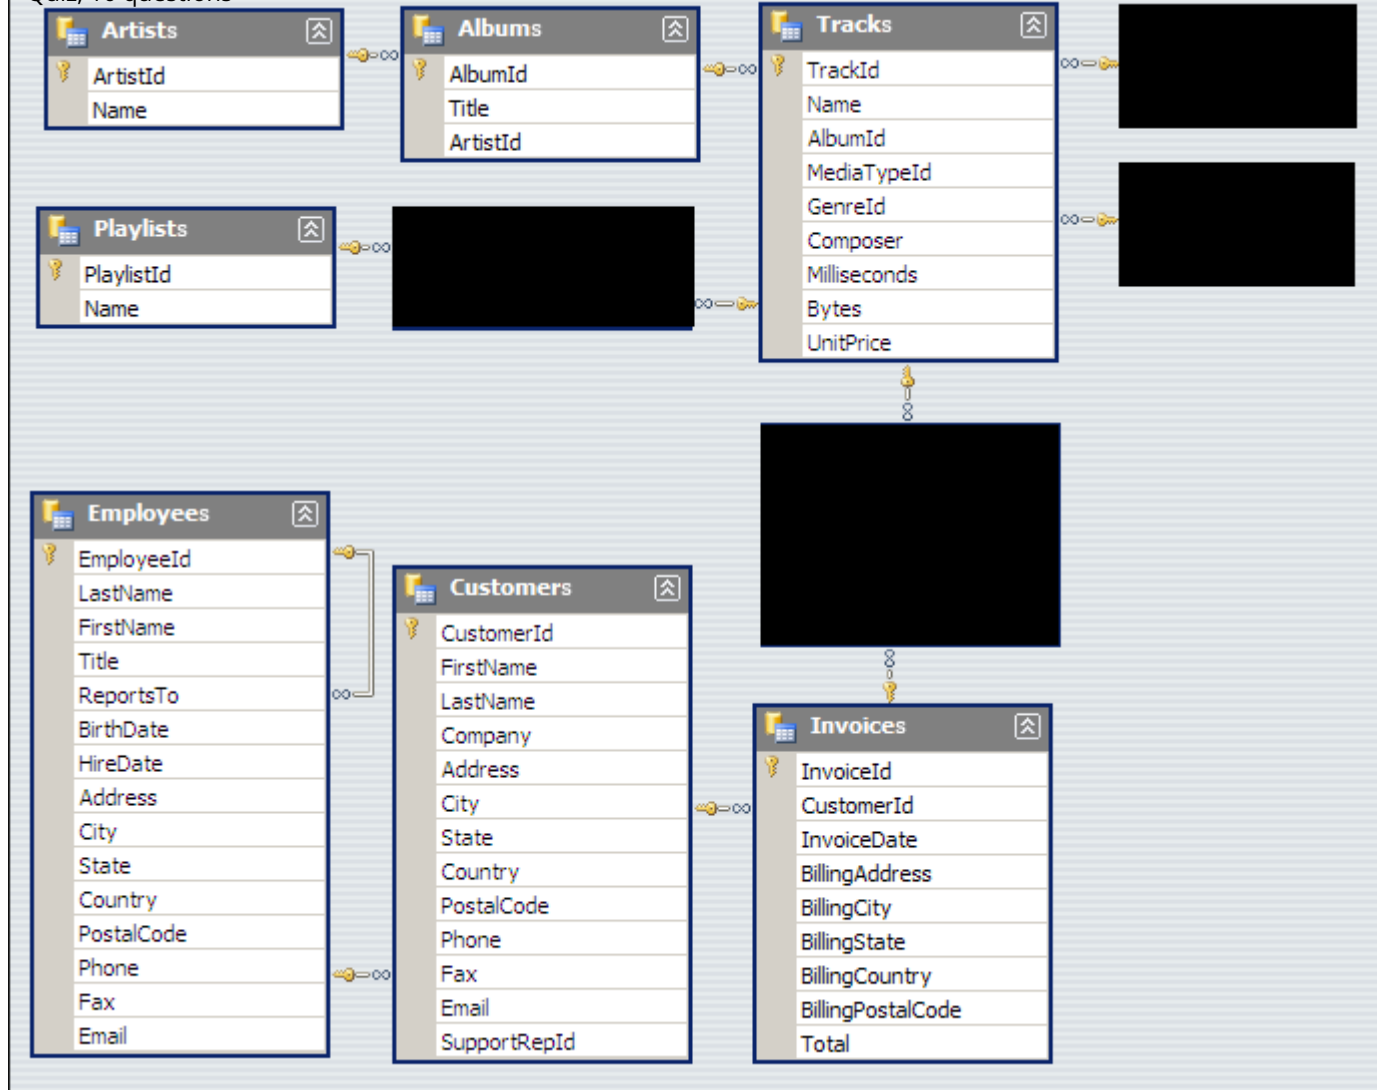 Quiz, 10 questions
Artists
ArtistId
Name
Albums
AlbumId
Title
ArtistId
Tracks
TrackId
Name
AlbumId
MediaTypeId
GenreId
Composer
Milliseconds
Bytes
UnitPrice
Playlists
PlaylistId
Name
Employees
EmployeeId
LastName
FirstName
Title
ReportsTo
BirthDate
HireDate
Address
City
State
Country
PostalCode
Phone
Fax
Email
Customers
CustomerId
FirstName
LastName
Company
Address
City
State
Country
PostalCode
Phone
Fax
Email
SupportRepId
Invoices
InvoiceId
CustomerId
InvoiceDate
BillingAddress
BillingCity
BillingState
BillingCountry
BillingPostalCode
Total